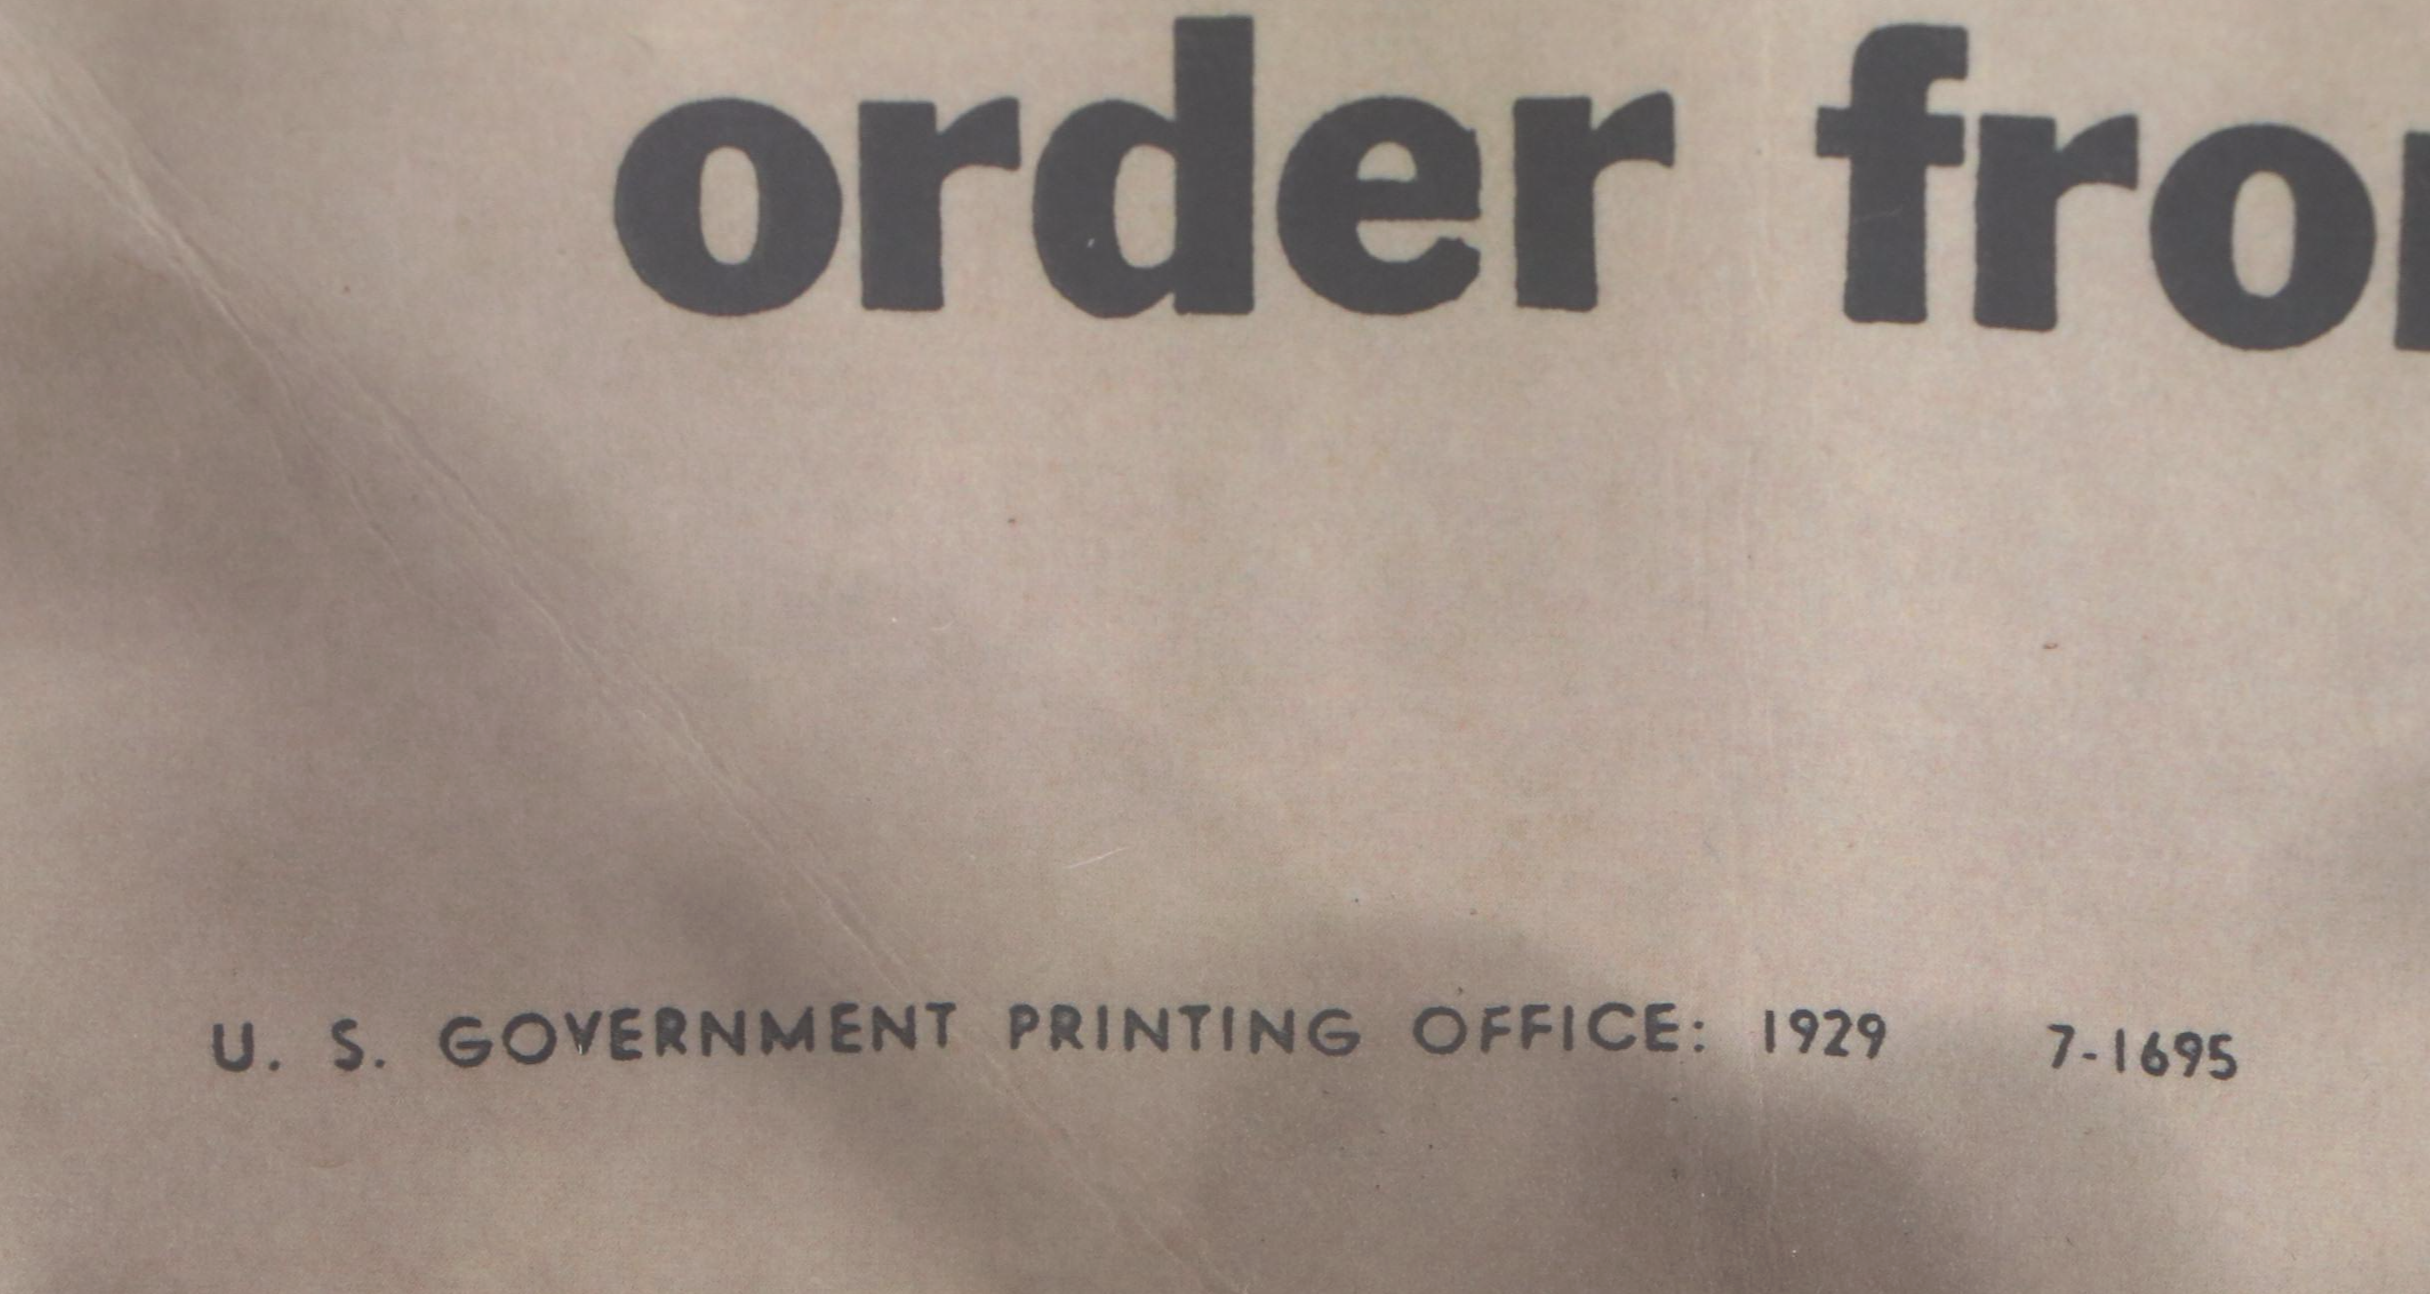 order fro
U. S. GOVERNMENT PRINTING OFFICE: 1929 7-1695